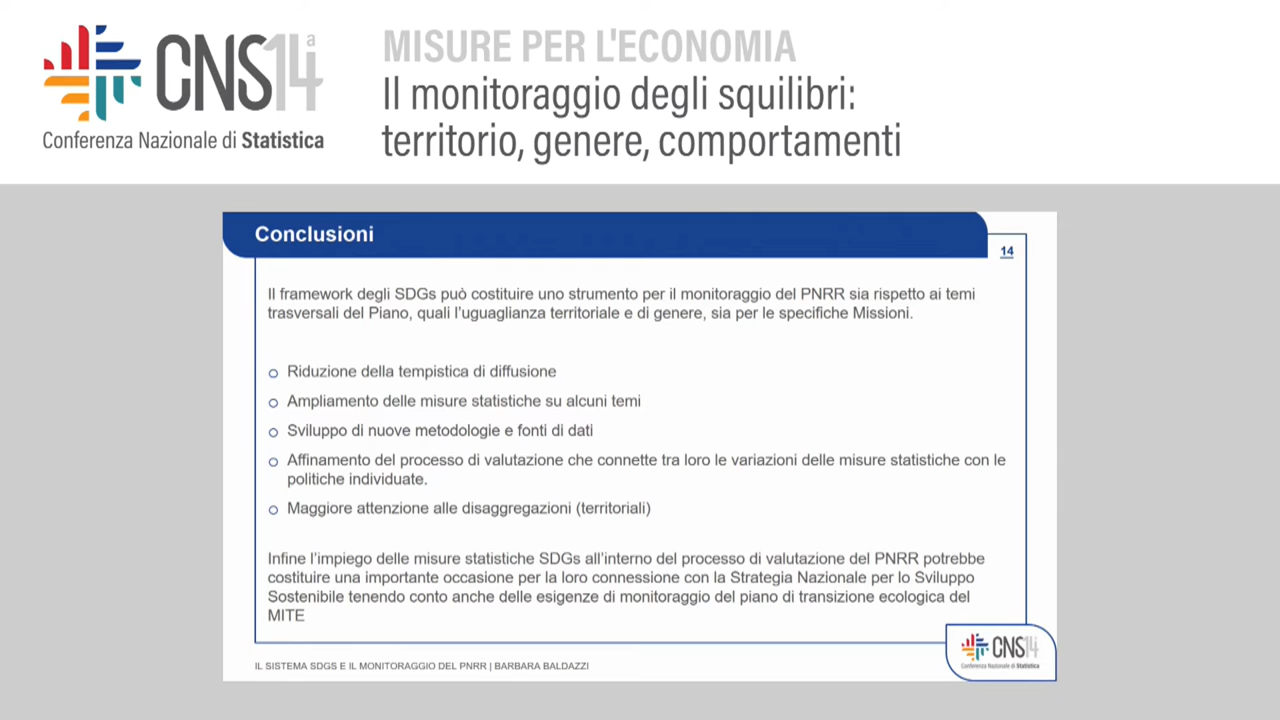 CNS14a
Conferenza Nazionale di Statistica
MISURE PER L'ECONOMIA
Il monitoraggio degli squilibri:
territorio, genere, comportamenti
Conclusioni
14
Il framework degli SDGs può costituire uno strumento per il monitoraggio del PNRR sia rispetto ai temi
trasversali del Piano, quali l'uguaglianza territoriale e di genere, sia per le specifiche Missioni.
Riduzione della tempistica di diffusione
Ampliamento delle misure statistiche su alcuni temi
Sviluppo di nuove metodologie e fonti di dati
Affinamento del processo di valutazione che connette tra loro le variazioni delle misure statistiche con le
politiche individuate.
Maggiore attenzione alle disaggregazioni (territoriali)
Infine l'impiego delle misure statistiche SDGs all'interno del processo di valutazione del PNRR potrebbe
costituire una importante occasione per la loro connessione con la Strategia Nazionale per lo Sviluppo
Sostenibile tenendo conto anche delle esigenze di monitoraggio del piano di transizione ecologica del
MITE
CNS14
Conferenza Nazionale di Statistica
IL SISTEMA SDGS E IL MONITORAGGIO DEL PNRR | BARBARA BALDAZZI